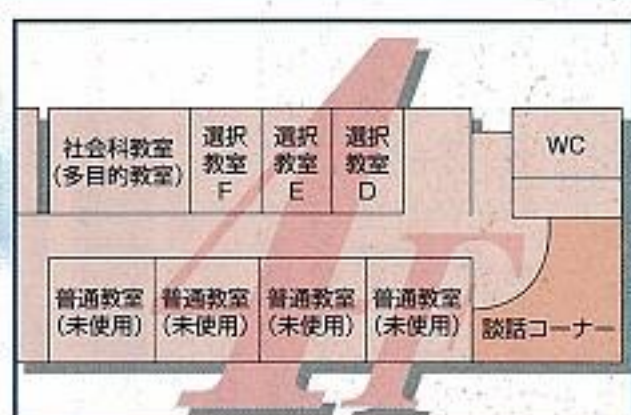 4F
社会科教室
(多目的教室)
選択
教室
F
選択
教室
E
選択
教室
D
WC
普通教室
(未使用)
普通教室
(未使用)
普通教室
(未使用)
普通教室
(未使用)
談話コーナー